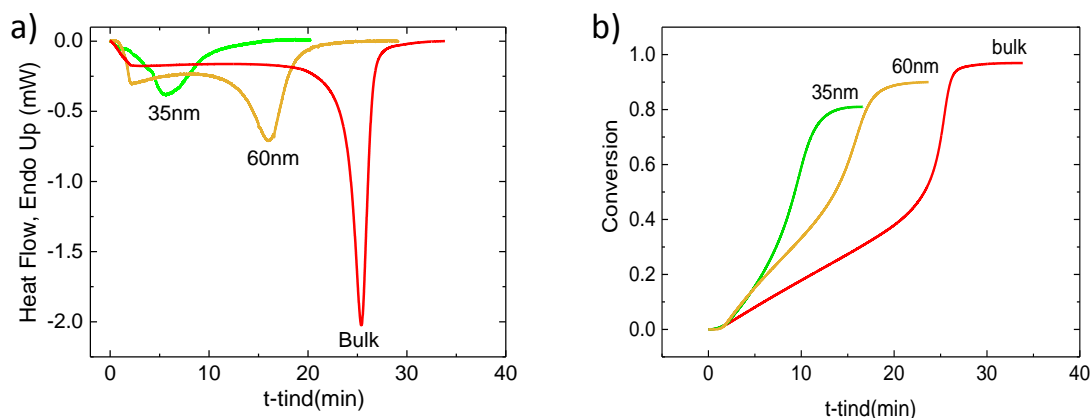 a)
Heat Flow, Endo Up (mW)
0.0
-0.5
-1.0
-1.5
-2.0
35nm
60nm
Bulk
0
10
20
30
40
t-tind(min)
b)
Conversion
1.0
0.8
0.6
0.4
0.2
0.0
35nm
60nm
bulk
0
10
20
30
40
t-tind(min)